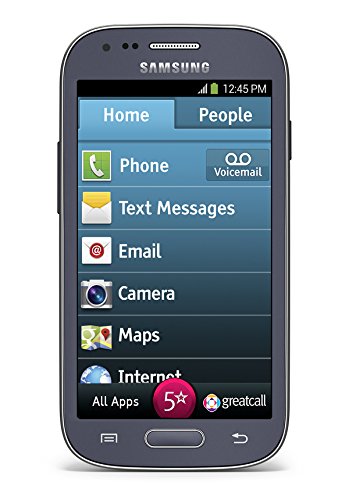 SAMSUNG
12:45 PM
Home People
Phone Voicemail
Text Messages
@ Email
Camera
Maps
Internet
All Apps 5☆ greatcall